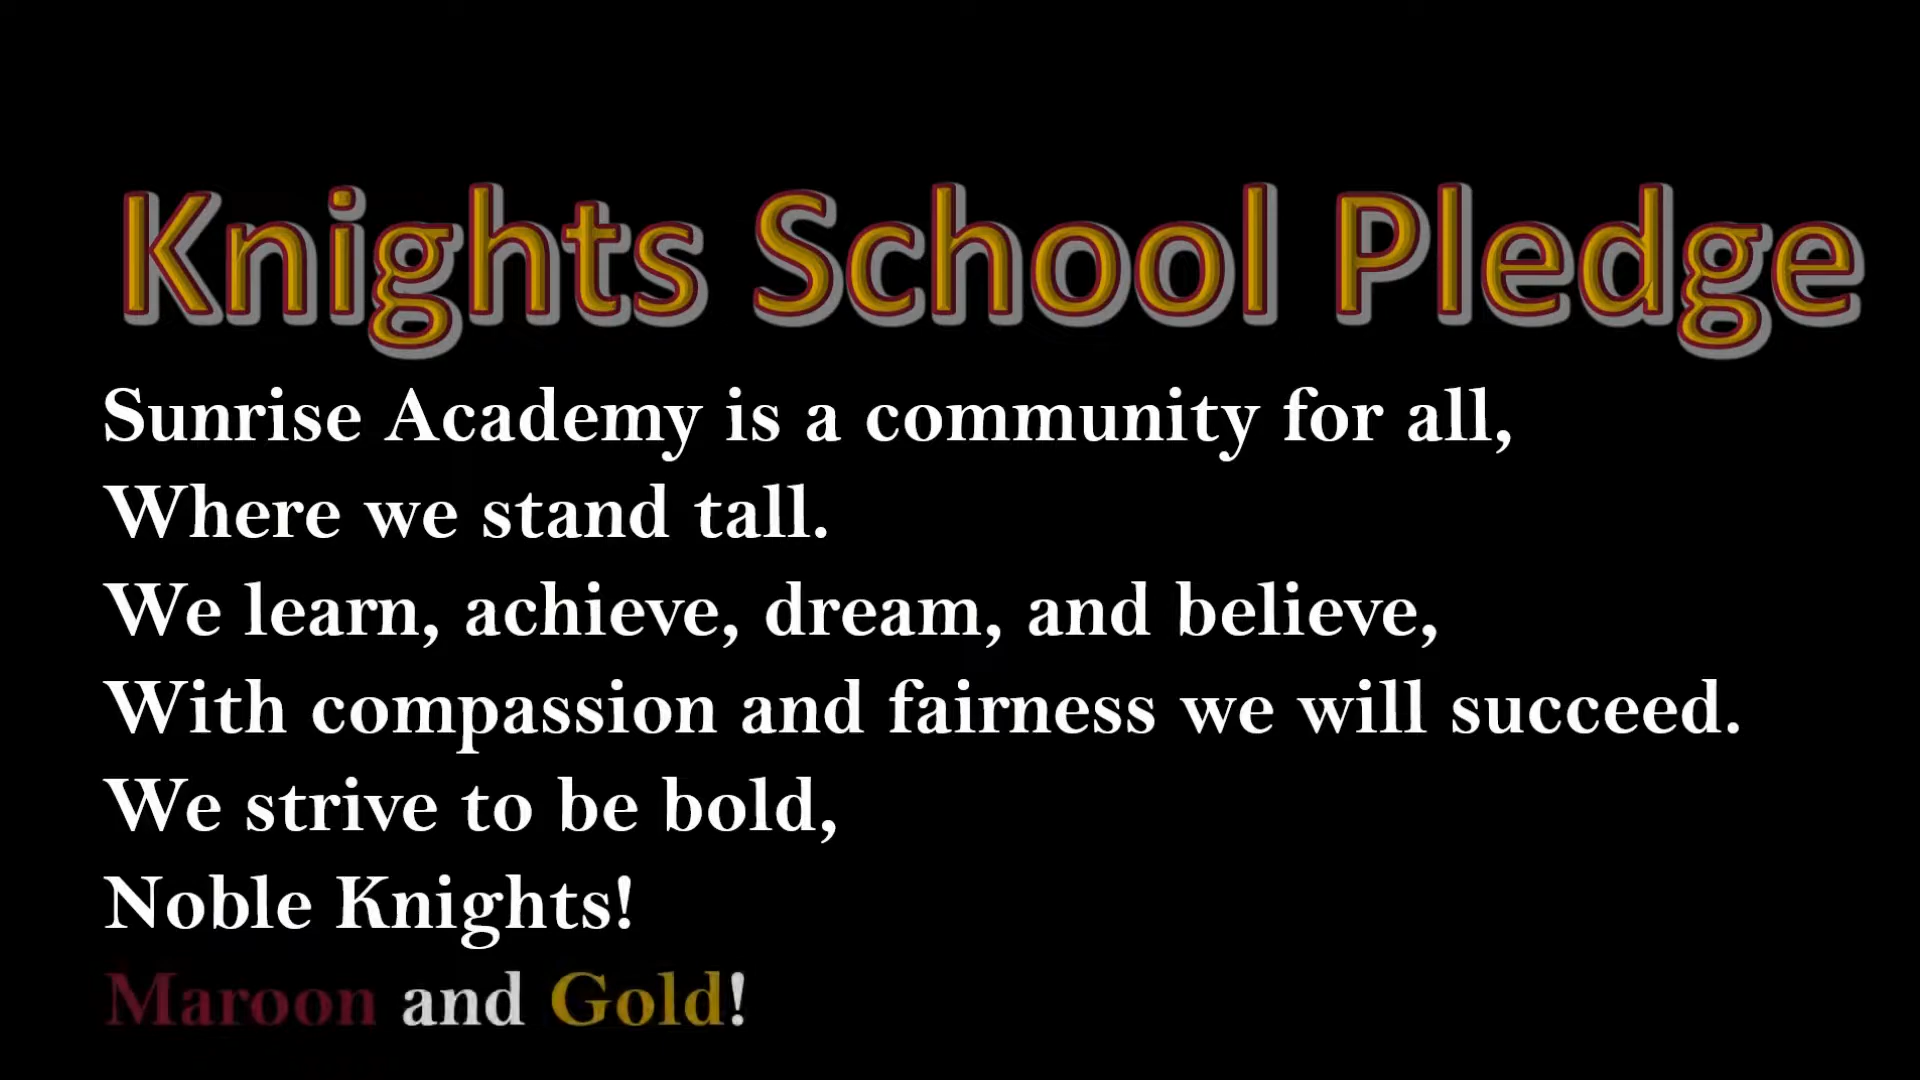 Knights School Pledge
Sunrise Academy is a community for all,
Where we stand tall.
We learn, achieve, dream, and believe,
With compassion and fairness we will succeed.
We strive to be bold,
Noble Knights!
Maroon and Gold!